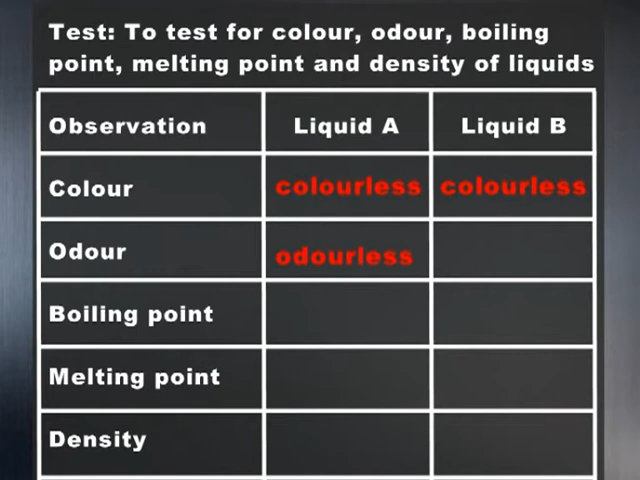 Test: To test for colour, odour, boiling
point, melting point and density of liquids
Observation Liquid A Liquid B
Colour colourless colourless
Odour odourless
Boiling point
Melting point
Density